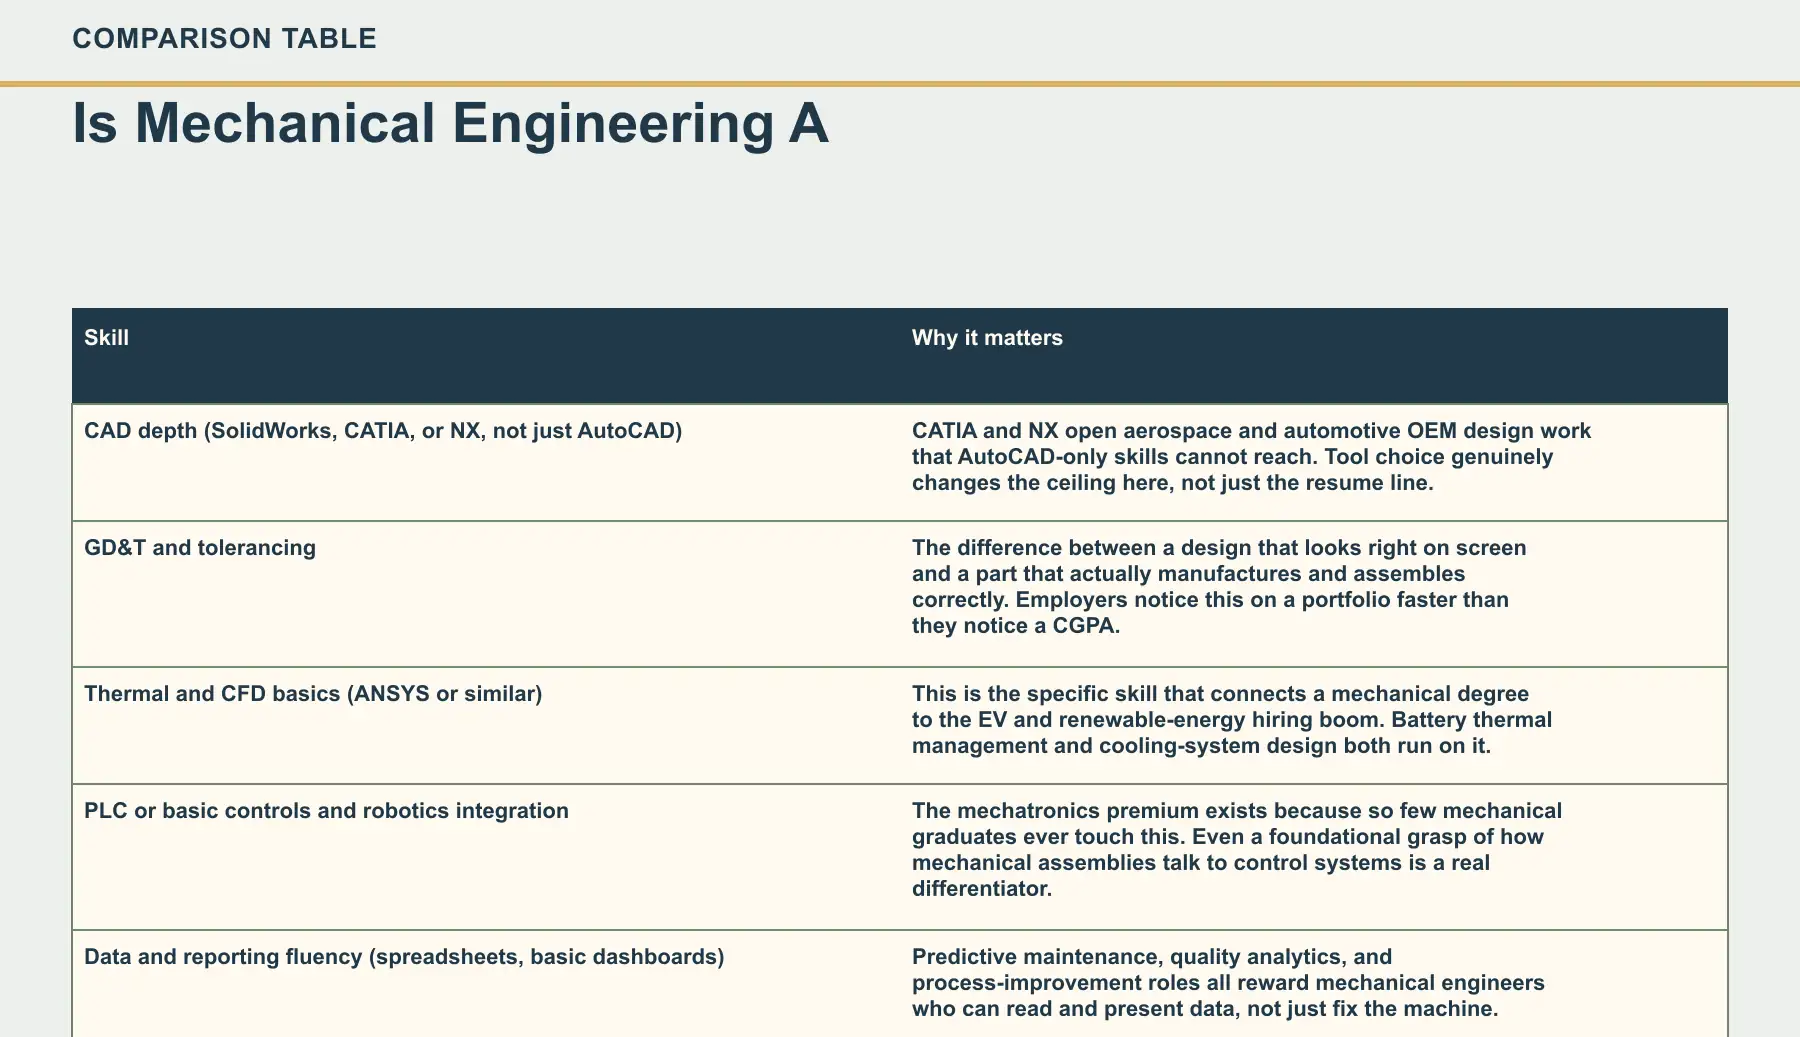 COMPARISON TABLE
Is Mechanical Engineering A
Skill
Why it matters
CAD depth (SolidWorks, CATIA, or NX, not just AutoCAD)
CATIA and NX open aerospace and automotive OEM design work
that AutoCAD-only skills cannot reach. Tool choice genuinely
changes the ceiling here, not just the resume line.
GD&T and tolerancing
The difference between a design that looks right on screen
and a part that actually manufactures and assembles
correctly. Employers notice this on a portfolio faster than
they notice a CGPA.
Thermal and CFD basics (ANSYS or similar)
This is the specific skill that connects a mechanical degree
to the EV and renewable-energy hiring boom. Battery thermal
management and cooling-system design both run on it.
PLC or basic controls and robotics integration
The mechatronics premium exists because so few mechanical
graduates ever touch this. Even a foundational grasp of how
mechanical assemblies talk to control systems is a real
differentiator.
Data and reporting fluency (spreadsheets, basic dashboards)
Predictive maintenance, quality analytics, and
process-improvement roles all reward mechanical engineers
who can read and present data, not just fix the machine.